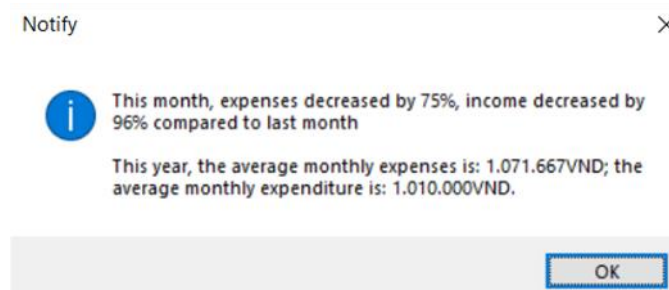 Notify
This month, expenses decreased by 75%, income decreased by
96% compared to last month
This year, the average monthly expenses is: 1.071.667VND; the
average monthly expenditure is: 1.010.000VND.
OK